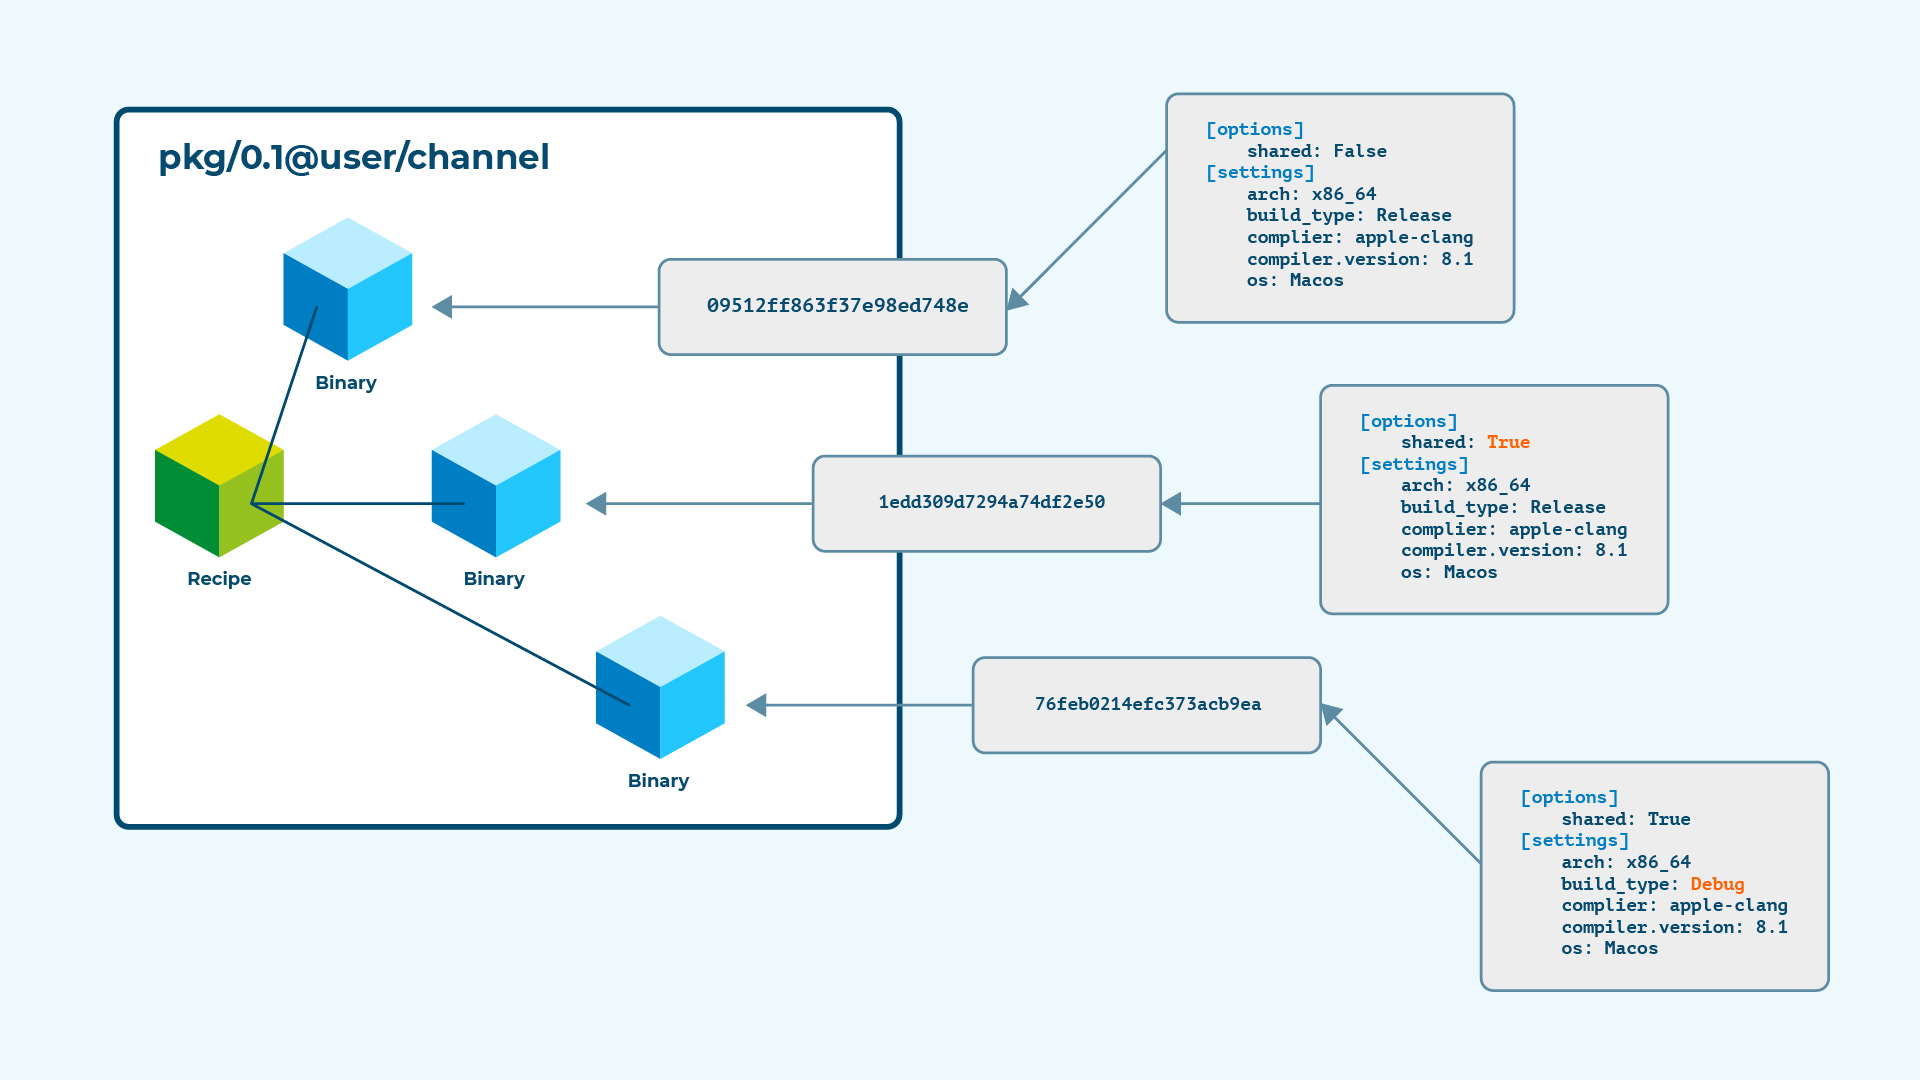 pkg/0.1@user/channel
Binary
Recipe
Binary
Binary
09512ff863f37e98ed748e
1edd309d7294a74df2e50
76feb0214efc373acb9ea
[options]
shared: False
[settings]
arch: x86_64
build_type: Release
complier: apple-clang
compiler.version: 8.1
os: Macos
[options]
shared: True
[settings]
arch: x86_64
build_type: Release
complier: apple-clang
compiler.version: 8.1
os: Macos
[options]
shared: True
[settings]
arch: x86_64
build_type: Debug
complier: apple-clang
compiler.version: 8.1
os: Macos